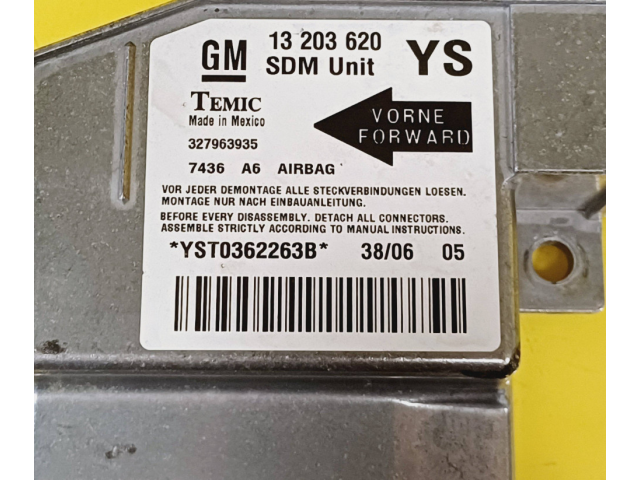 GM 13 203 620 YS
SDM Unit
TEMIC
Made in Mexico
VORNE
FORWARD
327963935
7436 A6 AIRBAG
VOR JEDER DEMONTAGE ALLE STECKVERBINDUNGEN LOESEN.
MONTAGE NUR NACH EINBAUANLEITUNG.
BEFORE EVERY DISASSEMBLY. DETACH ALL CONNECTORS.
ASSEMBLE STRICTLY ACCORDING TO MANUAL INSTRUCTIONS.
*YST0362263B* 38/06 05